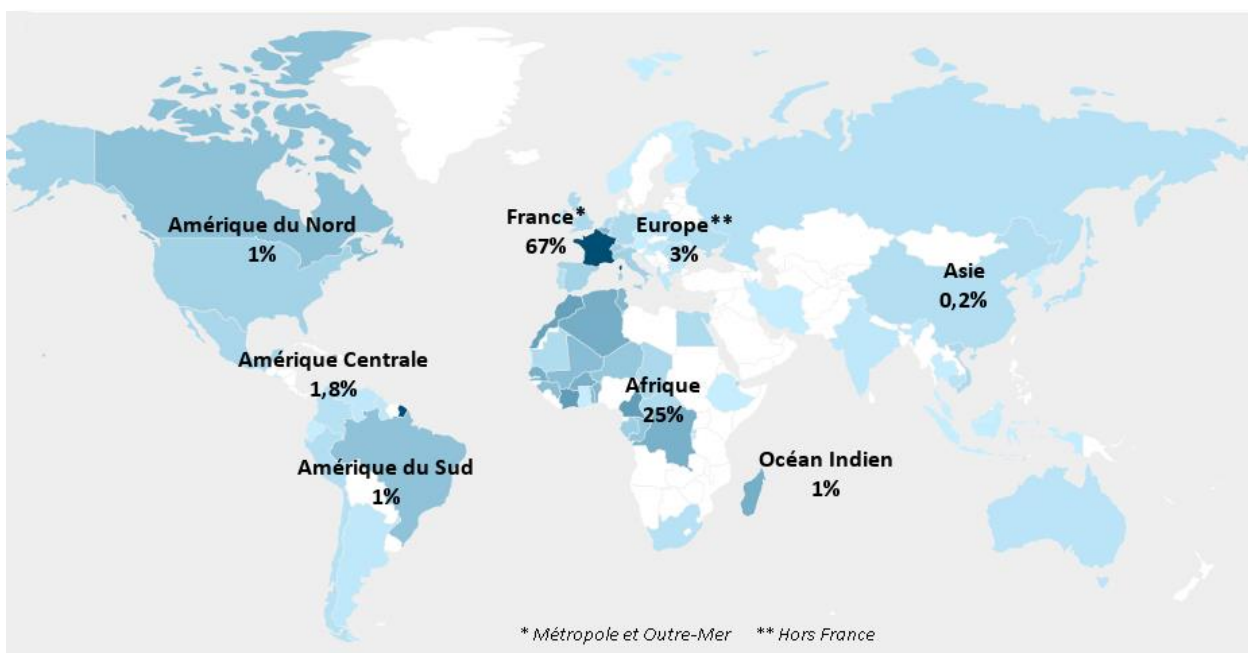 France*
67%
Europe**
3%
Amérique du Nord
1%
Asie
0,2%
Amérique Centrale
1,8%
Afrique
25%
Amérique du Sud
1%
Océan Indien
1%
* Métropole et Outre-Mer ** Hors France